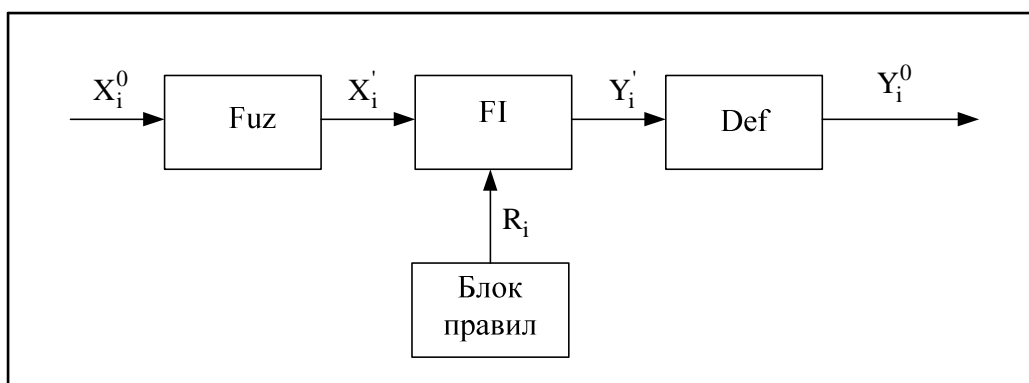 X_i^0
Fuz
X_i^'
FI
Y_i^'
Def
Y_i^0
R_i
Блок
правил